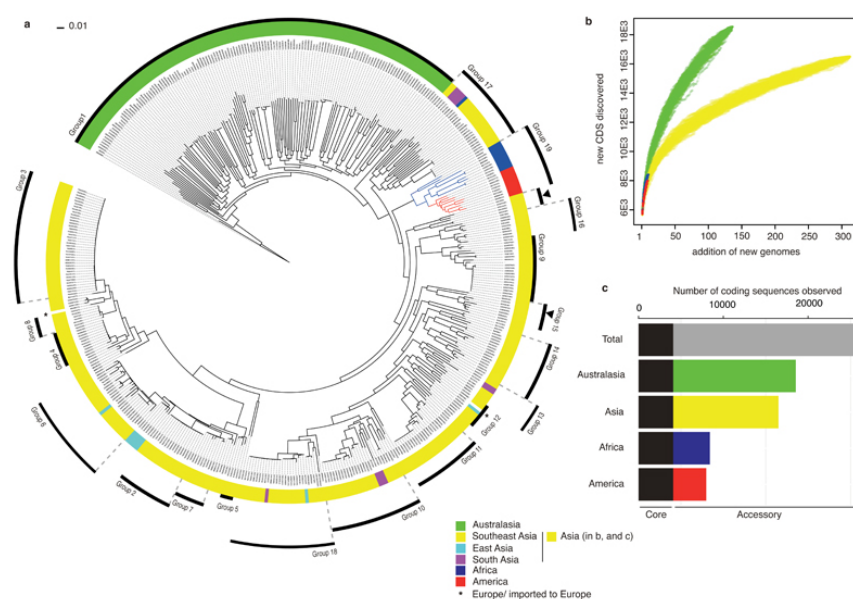 a
0.01
Group1
Group 17
Group 19
Group 16
Group 9
Group 15
Group 14
Group 13
*
Group 12
Group 11
Group 10
Group 18
Group 5
Group 7
Group 2
Group 6
Group 4
Group 8
*
Group 3
Australasia
Southeast Asia
Asia (in b, and c)
East Asia
South Asia
Africa
America
* Europe/ imported to Europe
b
new CDS discovered
18E3
16E3
14E3
12E3
10E3
8E3
6E3
1 50 100 150 200 250 300
addition of new genomes
c
Number of coding sequences observed
0 10000 20000
Total
Australasia
Asia
Africa
America
Core Accessory